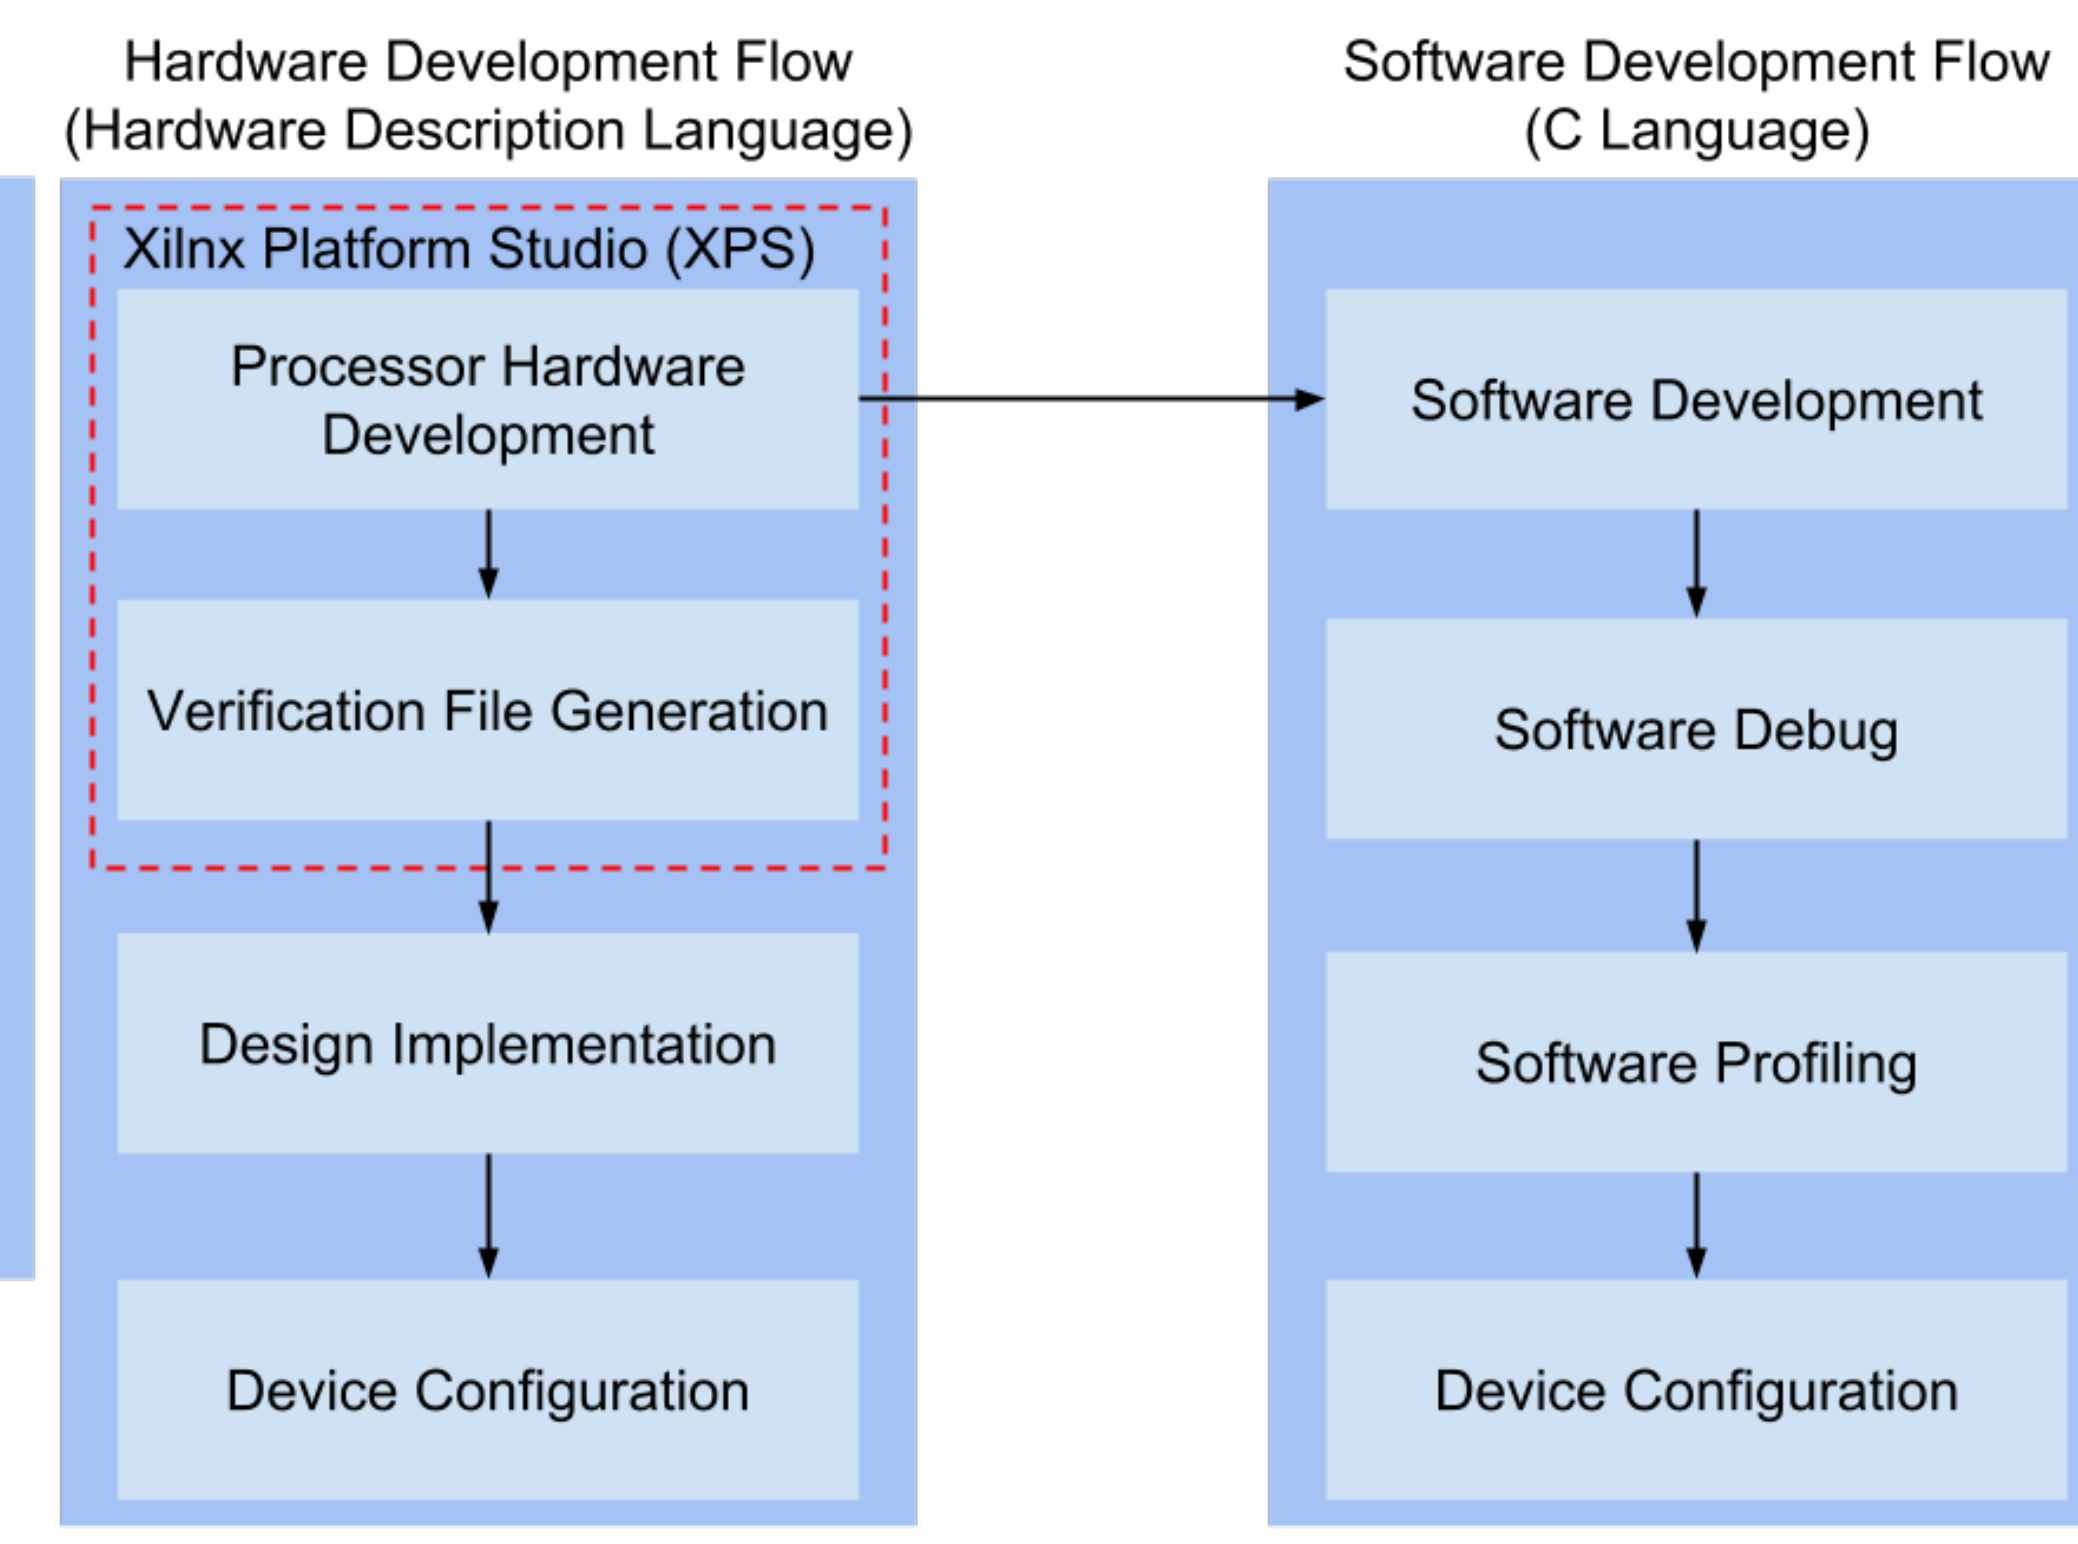 Hardware Development Flow
(Hardware Description Language)
Xilnx Platform Studio (XPS)
Processor Hardware
Development
Verification File Generation
Design Implementation
Device Configuration
Software Development Flow
(C Language)
Software Development
Software Debug
Software Profiling
Device Configuration